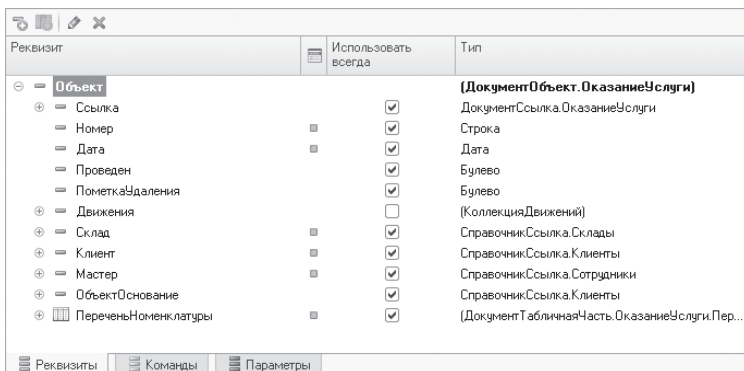 Реквизит Использовать всегда Тип
Объект (ДокументОбъект.ОказаниеУслуги)
Ссылка ДокументСсылка.ОказаниеУслуги
Номер Строка
Дата Дата
Проведен Булево
ПометкаУдаления Булево
Движения (КоллекцияДвижений)
Склад СправочникСсылка.Склады
Клиент СправочникСсылка.Клиенты
Мастер СправочникСсылка.Сотрудники
ОбъектОснование СправочникСсылка.Клиенты
ПереченьНоменклатуры (ДокументТабличнаяЧасть.ОказаниеУслуги.Пер...
Реквизиты Команды Параметры